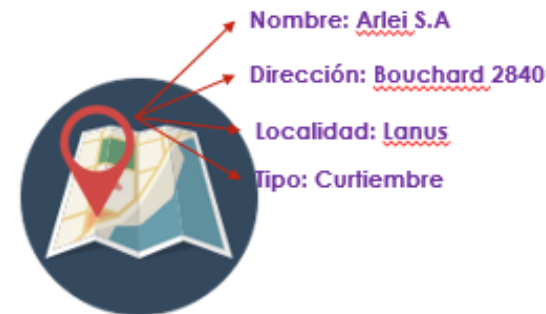 Nombre: Arlei S.A
Dirección: Bouchard 2840
Localidad: Lanus
Tipo: Curtiembre